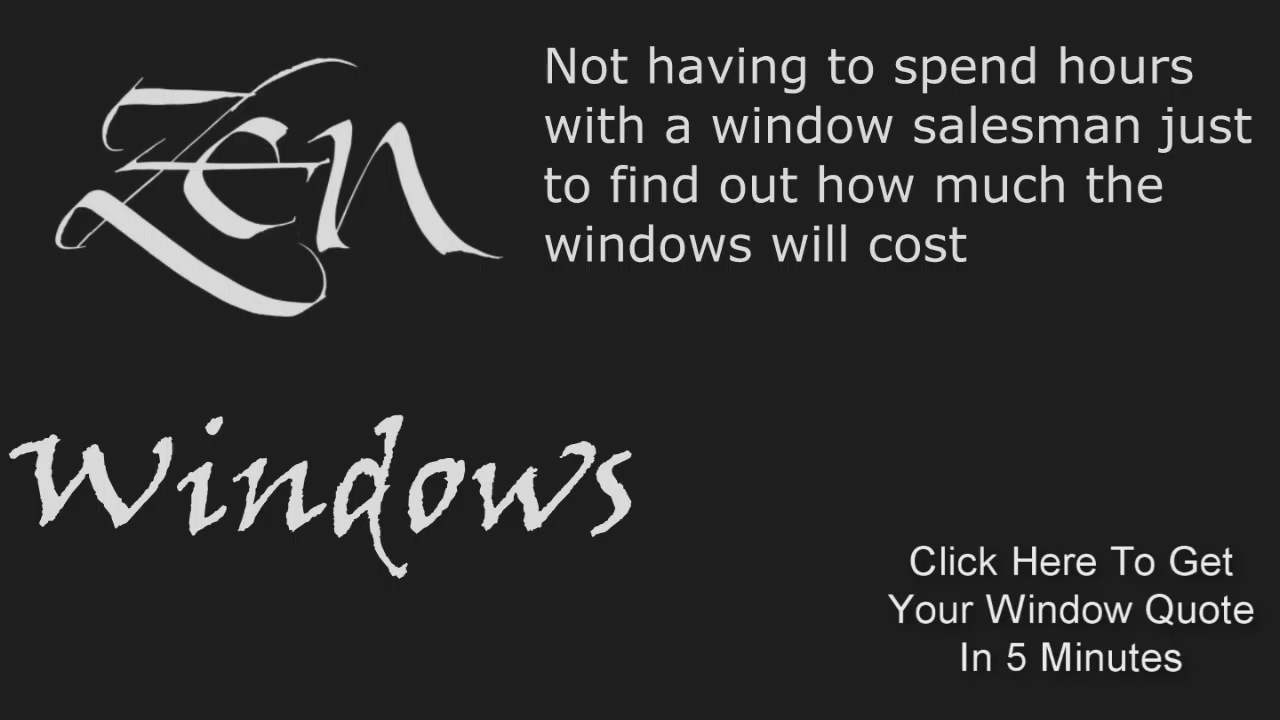 Zen
Not having to spend hours
with a window salesman just
to find out how much the
windows will cost
Windows
Click Here To Get
Your Window Quote
In 5 Minutes